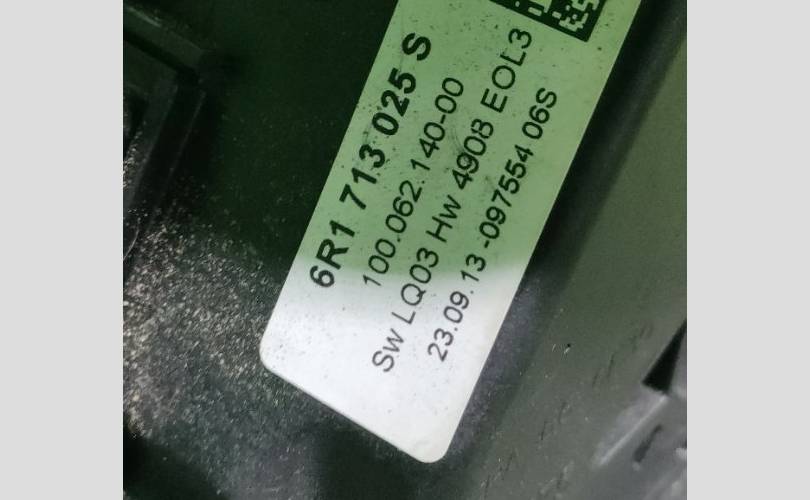 6R1 713 025 S
100.062.140-00
Sw LQ03 Hw 4908 EOL3
23.09.13-097554 06S